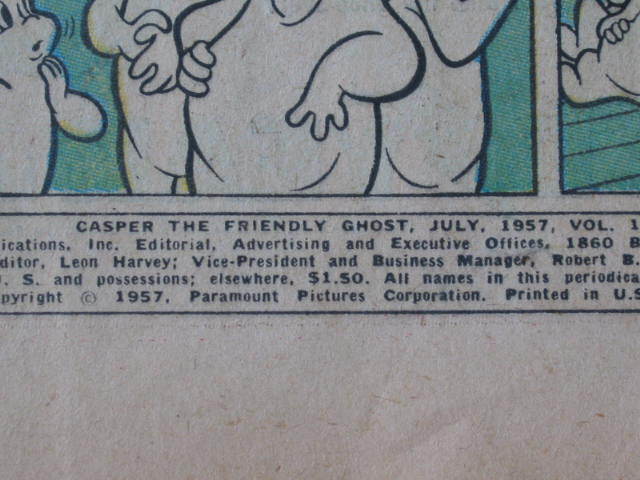 CASPER THE FRIENDLY GHOST, JULY, 1957, VOL. 1
ications, Inc. Editorial, Advertising and Executive Offices, 1860 B
ditor, Leon Harvey; Vice-President and Business Manager, Robert B.
. S. and possessions; elsewhere, $1.50. All names in this periodica
opyright © 1957, Paramount Pictures Corporation. Printed in U.S